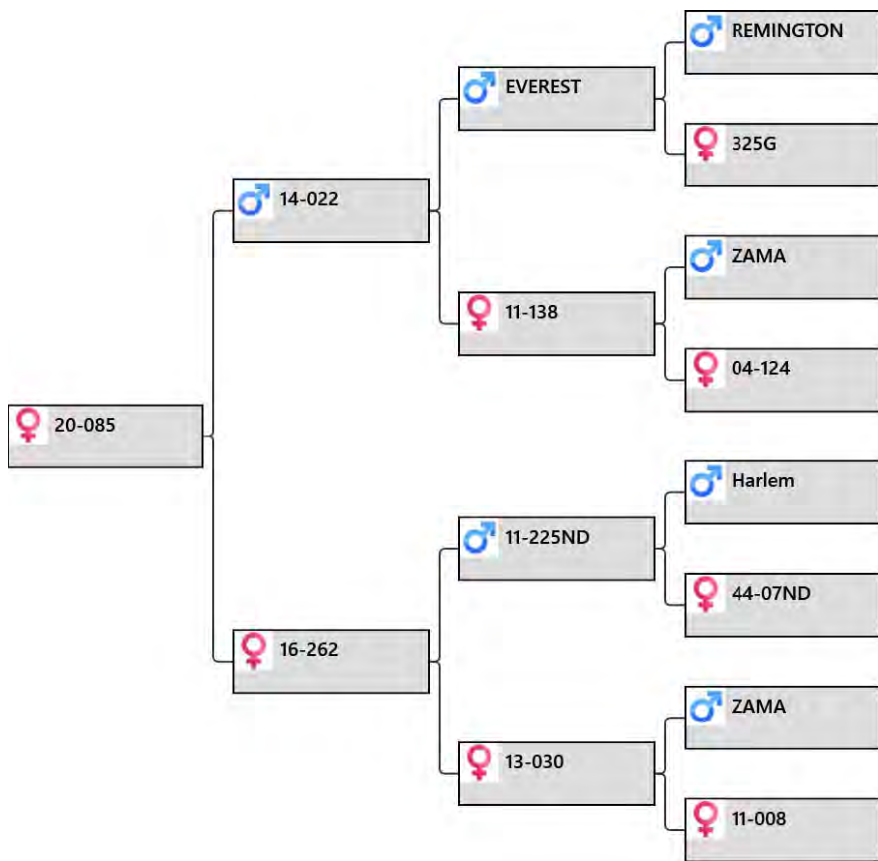 REMINGTON
EVEREST
325G
14-022
ZAMA
11-138
04-124
20-085
Harlem
11-225ND
44-07ND
16-262
ZAMA
13-030
11-008